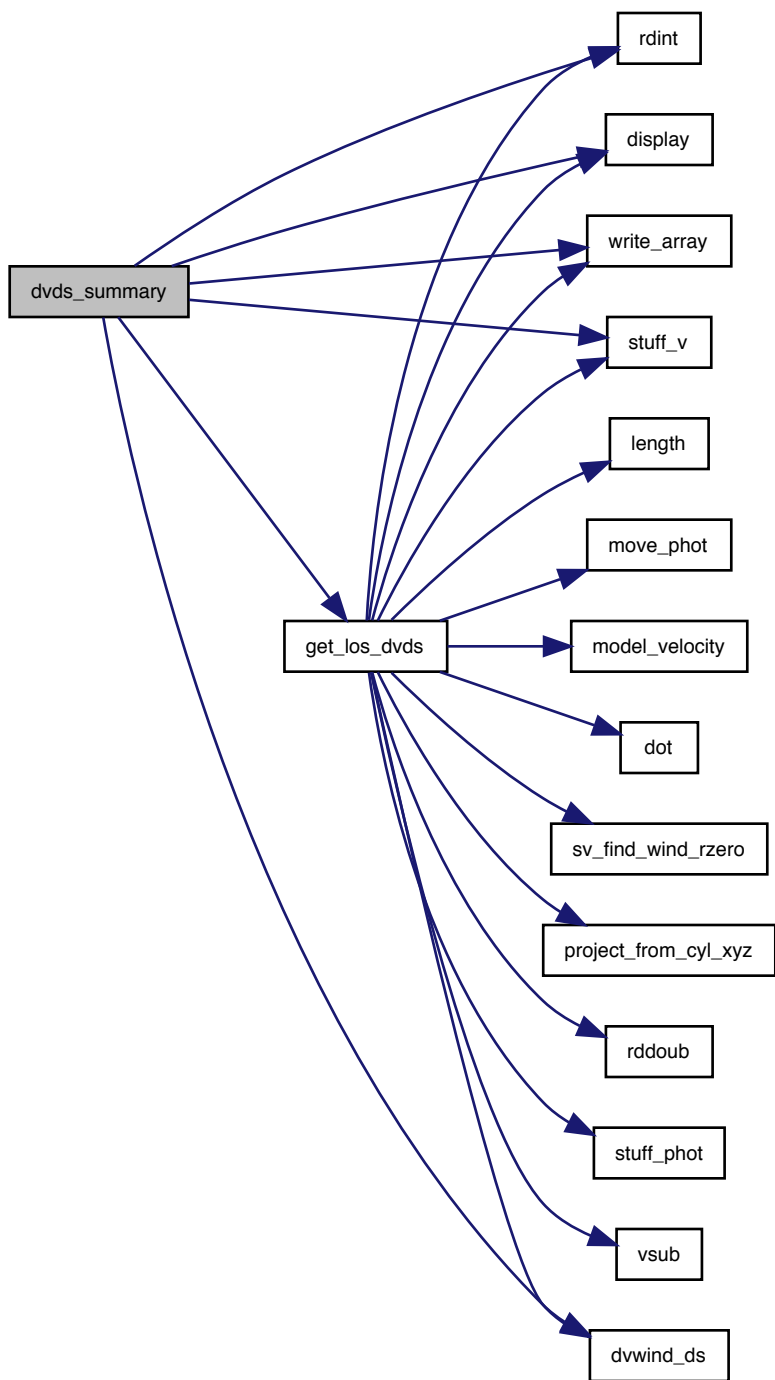 rdint
display
write_array
dvds_summary
stuff_v
length
move_phot
get_los_dvds
model_velocity
dot
sv_find_wind_rzero
project_from_cyl_xyz
rddoub
stuff_phot
vsub
dvwind_ds